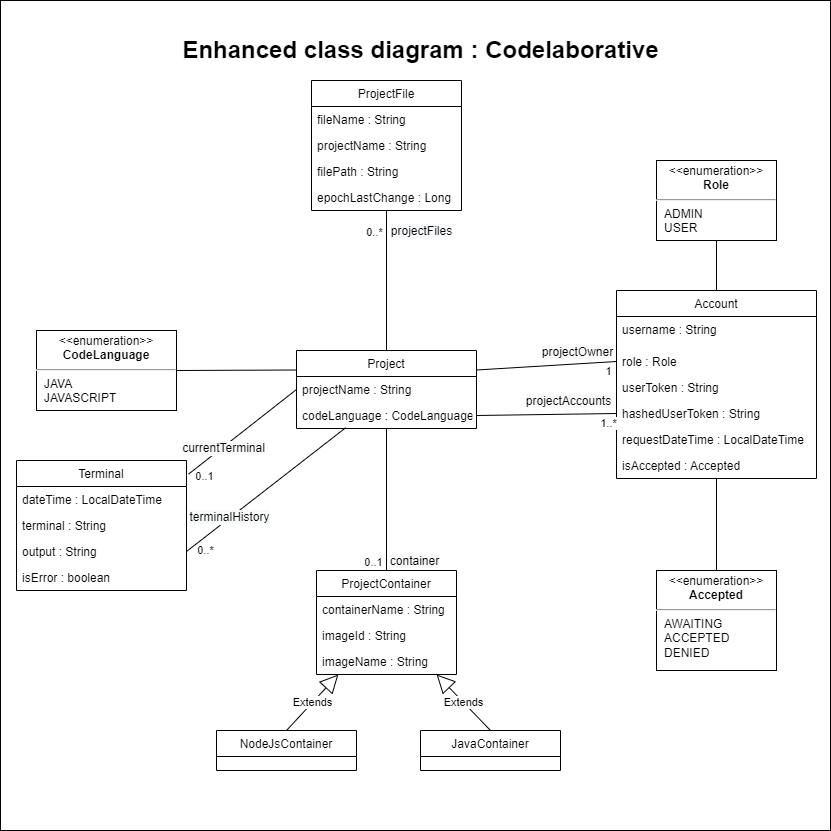 Enhanced class diagram : Codelaborative
ProjectFile
fileName : String
projectName : String
filePath : String
epochLastChange : Long
0..* projectFiles
<<enumeration>>
Role
ADMIN
USER
<<enumeration>>
CodeLanguage
JAVA
JAVASCRIPT
Project
projectName : String
codeLanguage : CodeLanguage
projectOwner
1
projectAccounts
1..*
Account
username : String
role : Role
userToken : String
hashedUserToken : String
requestDateTime : LocalDateTime
isAccepted : Accepted
currentTerminal
0..1
terminalHistory
0..*
Terminal
dateTime : LocalDateTime
terminal : String
output : String
isError : boolean
0..1 container
ProjectContainer
containerName : String
imageId : String
imageName : String
<<enumeration>>
Accepted
AWAITING
ACCEPTED
DENIED
Extends
Extends
NodeJsContainer
JavaContainer